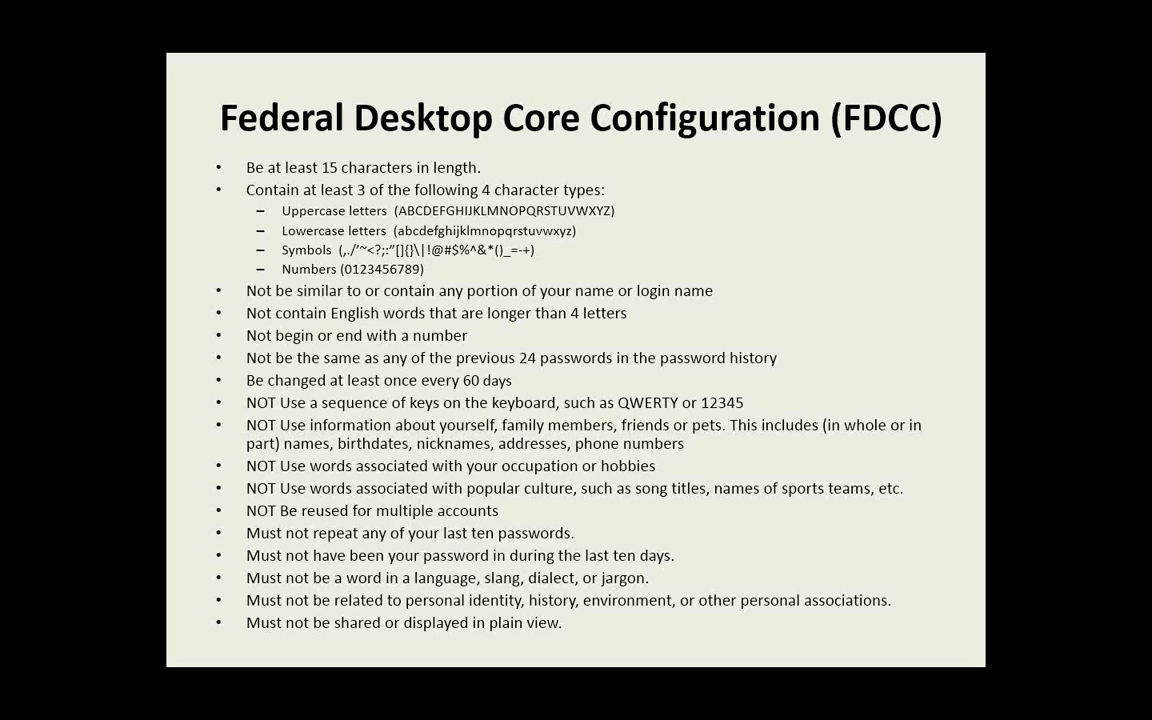 Federal Desktop Core Configuration (FDCC)
• Be at least 15 characters in length.
• Contain at least 3 of the following 4 character types:
– Uppercase letters (ABCDEFGHIJKLMNOPQRSTUVWXYZ)
– Lowercase letters (abcdefghijklmnopqrstuvwxyz)
– Symbols (,./'~<?;:"[]{}\|!@#$%^&*()_=-+)
– Numbers (0123456789)
• Not be similar to or contain any portion of your name or login name
• Not contain English words that are longer than 4 letters
• Not begin or end with a number
• Not be the same as any of the previous 24 passwords in the password history
• Be changed at least once every 60 days
• NOT Use a sequence of keys on the keyboard, such as QWERTY or 12345
• NOT Use information about yourself, family members, friends or pets. This includes (in whole or in
part) names, birthdates, nicknames, addresses, phone numbers
• NOT Use words associated with your occupation or hobbies
• NOT Use words associated with popular culture, such as song titles, names of sports teams, etc.
• NOT Be reused for multiple accounts
• Must not repeat any of your last ten passwords.
• Must not have been your password in during the last ten days.
• Must not be a word in a language, slang, dialect, or jargon.
• Must not be related to personal identity, history, environment, or other personal associations.
• Must not be shared or displayed in plain view.